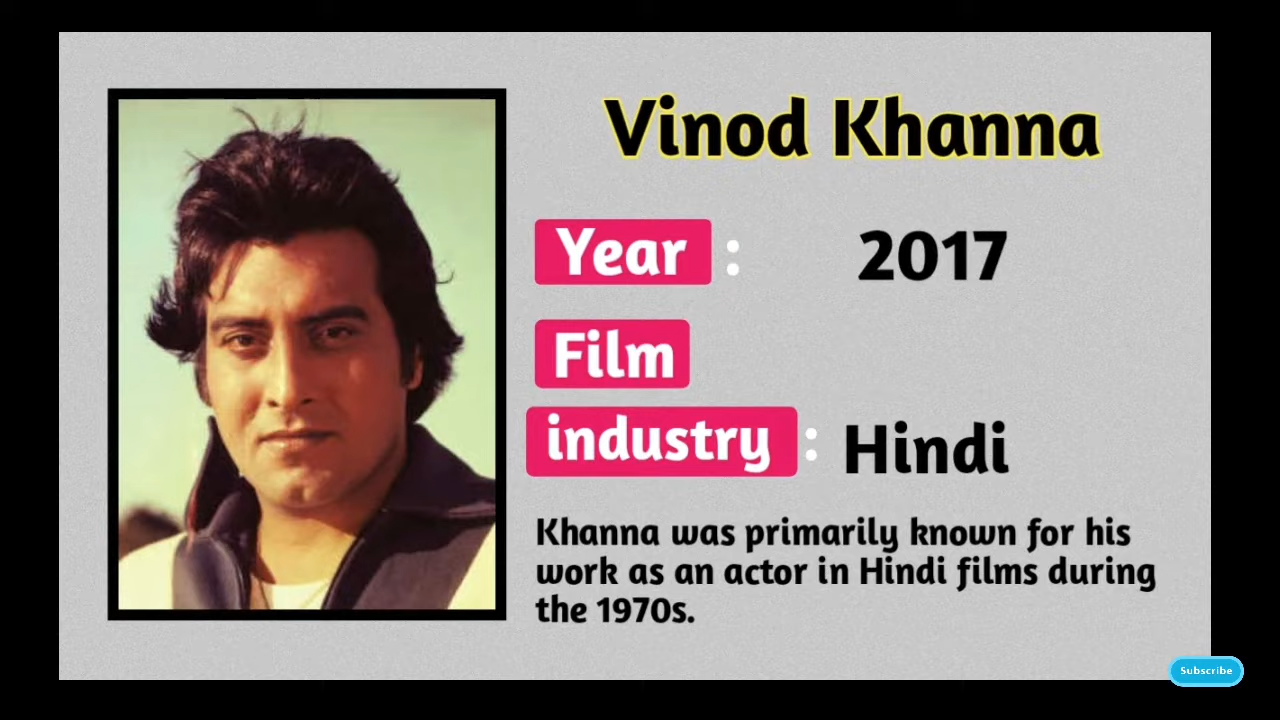 Vinod Khanna
Year : 2017
Film
industry : Hindi
Khanna was primarily known for his
work as an actor in Hindi films during
the 1970s.
Subscribe